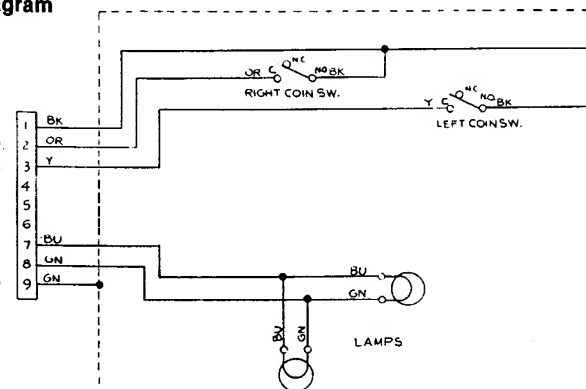 gram
OR C NC NO BK
RIGHT COIN SW.
Y C NC NO BK
LEFT COIN SW.
1 BK
2 OR
3 Y
4
5
6
7 BU
8 GN
9 GN
BU
GN
BU GN
LAMPS